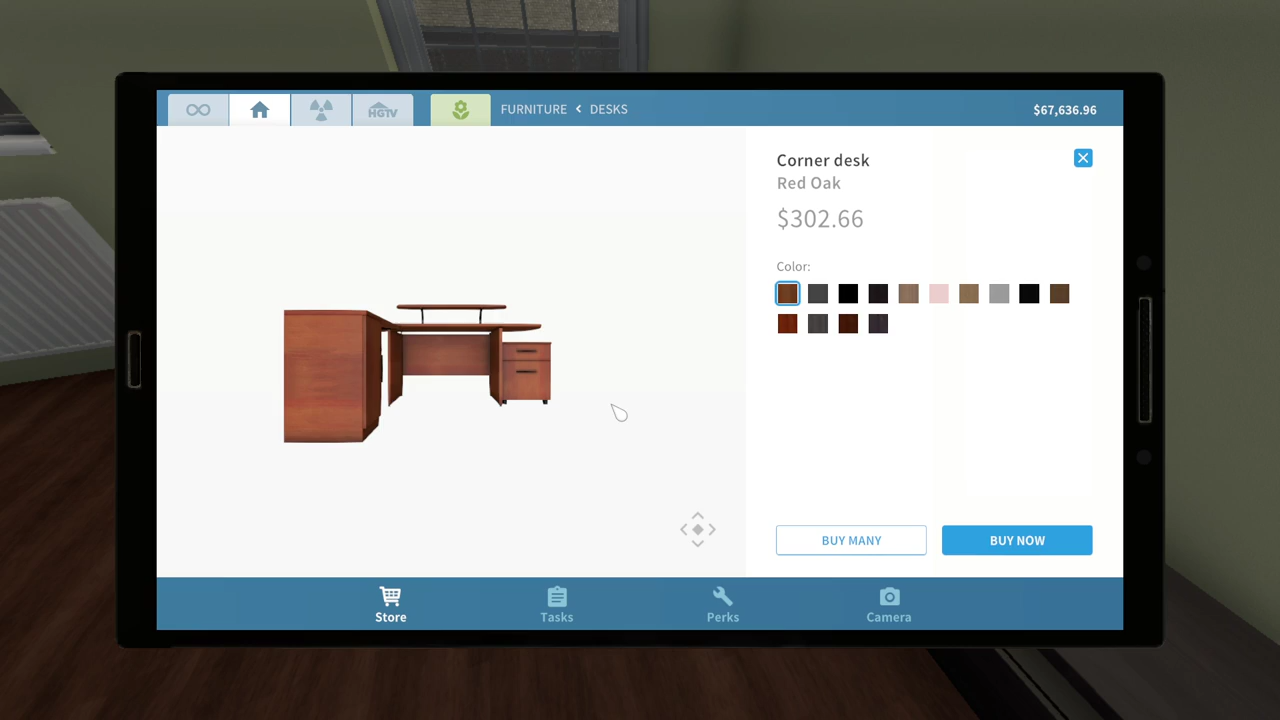 HGTV
FURNITURE < DESKS
$67,636.96
Corner desk
Red Oak
$302.66
Color:
BUY MANY
BUY NOW
Store
Tasks
Perks
Camera